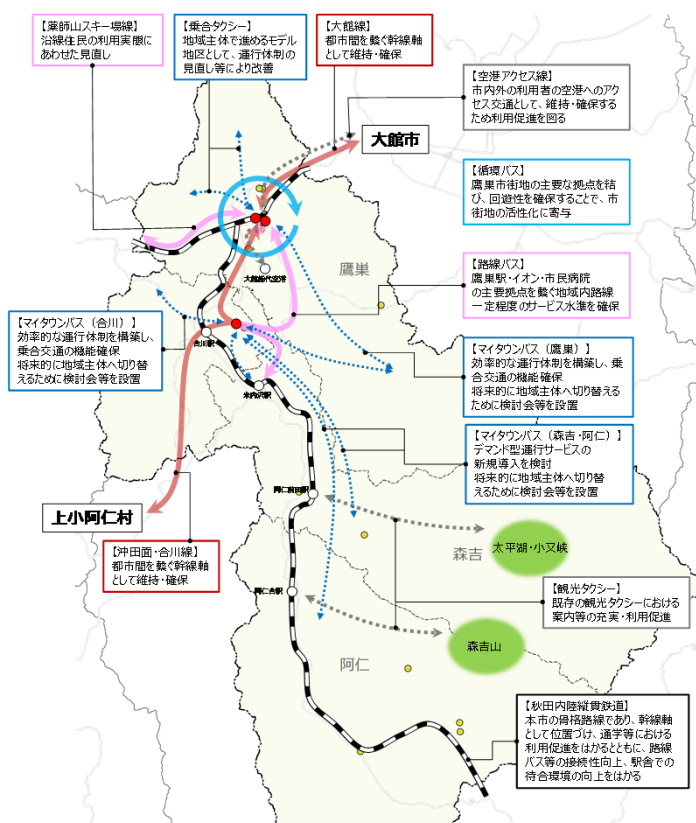 【薬師山スキー場線】
沿線住民の利用実態に
あわせた見直し
【乗合タクシー】
地域主体で進めるモデル
地区として、運行体制の
見直し等により改善
【大館線】
都市間を繋ぐ幹線軸
として維持・確保
【空港アクセス線】
市内外の利用者の空港へのアク
セス交通として、維持・確保する
ため利用促進を図る
大館市
【循環バス】
鷹巣市街地の主要な拠点を結
び、回遊性を確保することで、市
街地の活性化に寄与
鷹巣
大館能代空港
【路線バス】
鷹巣駅・イオン・市民病院
の主要拠点を繋ぐ地域内路線
一定程度のサービス水準を確保
【マイタウンバス（合川）】
効率的な運行体制を構築し、
乗合交通の機能確保
将来的に地域主体へ切り替
えるために検討会等を設置
合川駅
米内沢駅
【マイタウンバス（鷹巣）】
効率的な運行体制を構築し、乗
合交通の機能確保
将来的に地域主体へ切り替える
ために検討会等を設置
【マイタウンバス（森吉・阿仁）】
デマンド型運行サービスの
新規導入を検討
将来的に地域主体へ切り替
えるために検討会等を設置
阿仁前田駅
上小阿仁村
【沖田面・合川線】
都市間を繋ぐ幹線軸
として維持・確保
森吉
太平湖・小又峡
阿仁合駅
【観光タクシー】
既存の観光タクシーにおける
案内等の充実・利用促進
森吉山
阿仁
【秋田内陸縦貫鉄道】
本市の骨格路線であり、幹線軸
として位置づけ、通学等における
利用促進をはかるとともに、路線
バス等の接続性向上、駅舎での
待合環境の向上をはかる